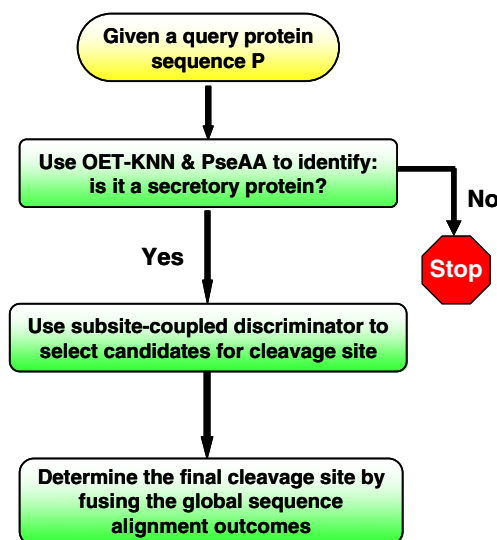 Given a query protein
sequence P
Use OET-KNN & PseAA to identify:
is it a secretory protein?
No
Yes
Stop
Use subsite-coupled discriminator to
select candidates for cleavage site
Determine the final cleavage site by
fusing the global sequence
alignment outcomes